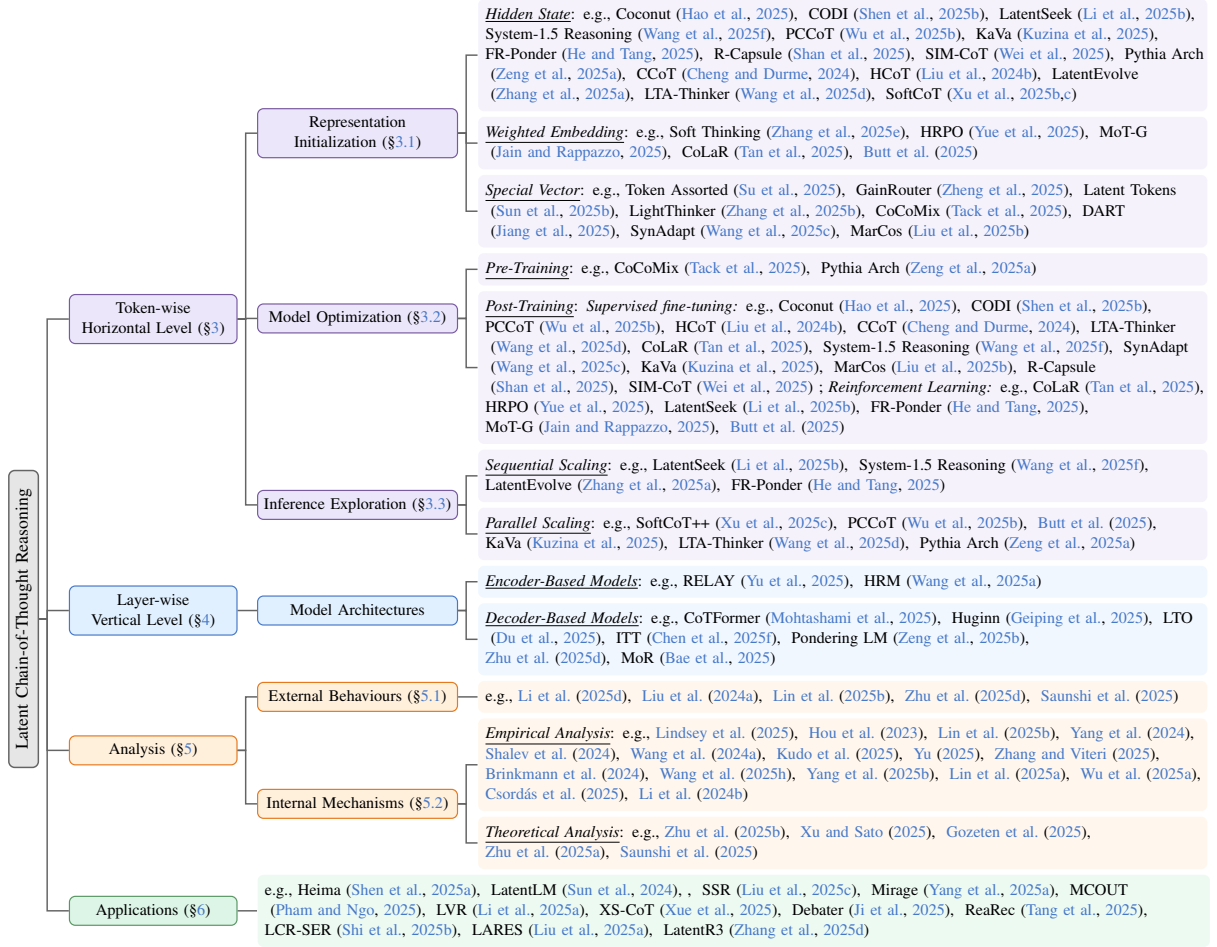 Latent Chain-of-Thought Reasoning
Token-wise
Horizontal Level (§3)
Representation
Initialization (§3.1)
Hidden State: e.g., Coconut (Hao et al., 2025), CODI (Shen et al., 2025b), LatentSeek (Li et al., 2025b),
System-1.5 Reasoning (Wang et al., 2025f), PCCoT (Wu et al., 2025b), KaVa (Kuzina et al., 2025),
FR-Ponder (He and Tang, 2025), R-Capsule (Shan et al., 2025), SIM-CoT (Wei et al., 2025), Pythia Arch
(Zeng et al., 2025a), CCoT (Cheng and Durme, 2024), HCoT (Liu et al., 2024b), LatentEvolve
(Zhang et al., 2025a), LTA-Thinker (Wang et al., 2025d), SoftCoT (Xu et al., 2025b,c)
Weighted Embedding: e.g., Soft Thinking (Zhang et al., 2025e), HRPO (Yue et al., 2025), MoT-G
(Jain and Rappazzo, 2025), CoLaR (Tan et al., 2025), Butt et al. (2025)
Special Vector: e.g., Token Assorted (Su et al., 2025), GainRouter (Zheng et al., 2025), Latent Tokens
(Sun et al., 2025b), LightThinker (Zhang et al., 2025b), CoCoMix (Tack et al., 2025), DART
(Jiang et al., 2025), SynAdapt (Wang et al., 2025c), MarCos (Liu et al., 2025b)
Model Optimization (§3.2)
Pre-Training: e.g., CoCoMix (Tack et al., 2025), Pythia Arch (Zeng et al., 2025a)
Post-Training: Supervised fine-tuning: e.g., Coconut (Hao et al., 2025), CODI (Shen et al., 2025b),
PCCoT (Wu et al., 2025b), HCoT (Liu et al., 2024b), CCoT (Cheng and Durme, 2024), LTA-Thinker
(Wang et al., 2025d), CoLaR (Tan et al., 2025), System-1.5 Reasoning (Wang et al., 2025f), SynAdapt
(Wang et al., 2025c), KaVa (Kuzina et al., 2025), MarCos (Liu et al., 2025b), R-Capsule
(Shan et al., 2025), SIM-CoT (Wei et al., 2025) ; Reinforcement Learning: e.g., CoLaR (Tan et al., 2025),
HRPO (Yue et al., 2025), LatentSeek (Li et al., 2025b), FR-Ponder (He and Tang, 2025),
MoT-G (Jain and Rappazzo, 2025), Butt et al. (2025)
Inference Exploration (§3.3)
Sequential Scaling: e.g., LatentSeek (Li et al., 2025b), System-1.5 Reasoning (Wang et al., 2025f),
LatentEvolve (Zhang et al., 2025a), FR-Ponder (He and Tang, 2025)
Parallel Scaling: e.g., SoftCoT++ (Xu et al., 2025c), PCCoT (Wu et al., 2025b), Butt et al. (2025),
KaVa (Kuzina et al., 2025), LTA-Thinker (Wang et al., 2025d), Pythia Arch (Zeng et al., 2025a)
Layer-wise
Vertical Level (§4)
Model Architectures
Encoder-Based Models: e.g., RELAY (Yu et al., 2025), HRM (Wang et al., 2025a)
Decoder-Based Models: e.g., CoTFormer (Mohtashami et al., 2025), Huginn (Geiping et al., 2025), LTO
(Du et al., 2025), ITT (Chen et al., 2025f), Pondering LM (Zeng et al., 2025b),
Zhu et al. (2025d), MoR (Bae et al., 2025)
Analysis (§5)
External Behaviours (§5.1)
e.g., Li et al. (2025d), Liu et al. (2024a), Lin et al. (2025b), Zhu et al. (2025d), Saunshi et al. (2025)
Internal Mechanisms (§5.2)
Empirical Analysis: e.g., Lindsey et al. (2025), Hou et al. (2023), Lin et al. (2025b), Yang et al. (2024),
Shalev et al. (2024), Wang et al. (2024a), Kudo et al. (2025), Yu (2025), Zhang and Viteri (2025),
Brinkmann et al. (2024), Wang et al. (2025h), Yang et al. (2025b), Lin et al. (2025a), Wu et al. (2025a),
Csordás et al. (2025), Li et al. (2024b)
Theoretical Analysis: e.g., Zhu et al. (2025b), Xu and Sato (2025), Gozeten et al. (2025),
Zhu et al. (2025a), Saunshi et al. (2025)
Applications (§6)
e.g., Heima (Shen et al., 2025a), LatentLM (Sun et al., 2024), , SSR (Liu et al., 2025c), Mirage (Yang et al., 2025a), MCOUT
(Pham and Ngo, 2025), LVR (Li et al., 2025a), XS-CoT (Xue et al., 2025), Debater (Ji et al., 2025), ReaRec (Tang et al., 2025),
LCR-SER (Shi et al., 2025b), LARES (Liu et al., 2025a), LatentR3 (Zhang et al., 2025d)